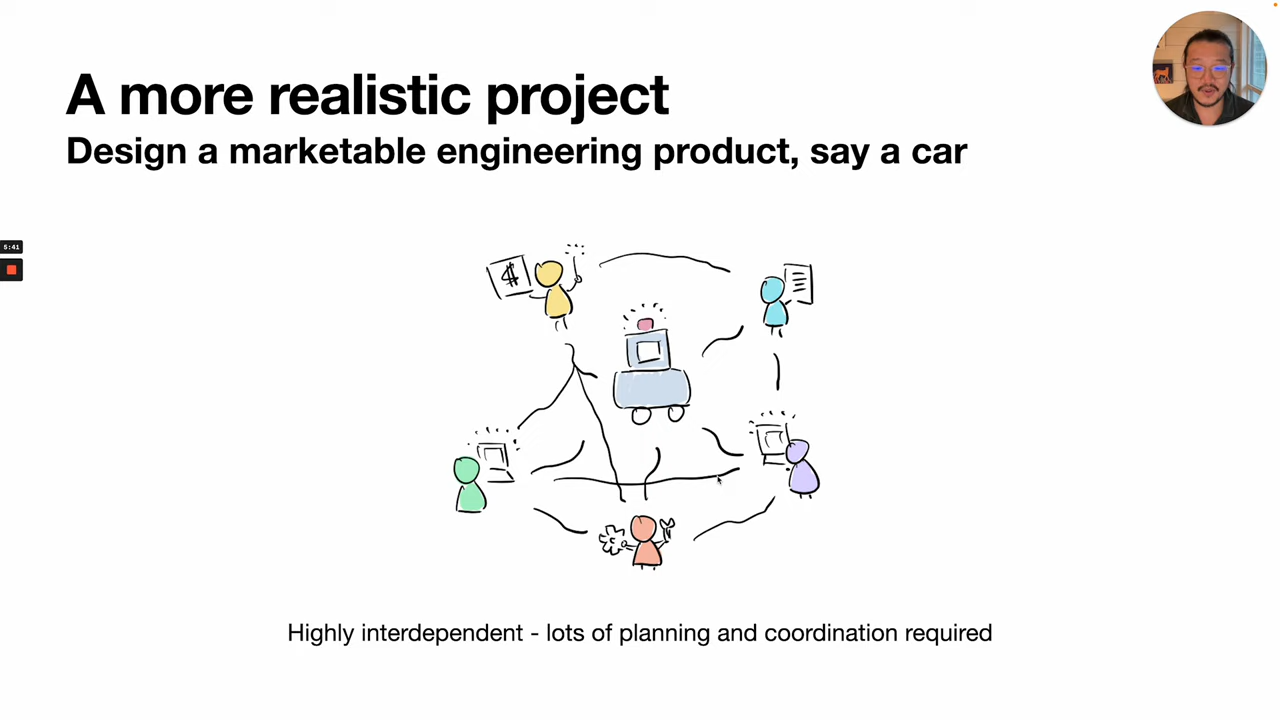 A more realistic project
Design a marketable engineering product, say a car
5:41
$
Highly interdependent - lots of planning and coordination required